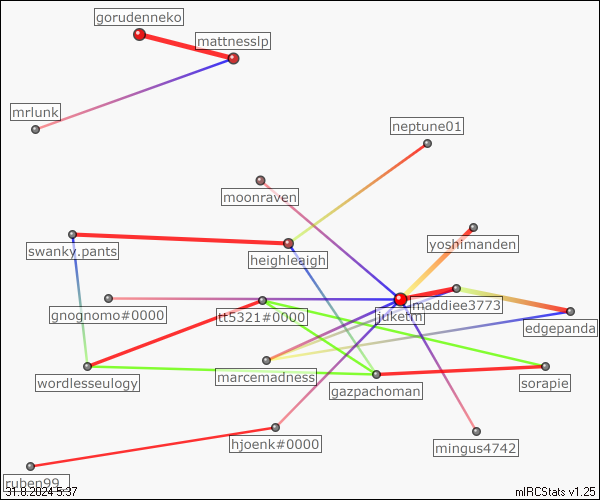 gorudenneko
mattnesslp
mrlunk
neptune01
moonraven
swanky.pants
heighleaigh
yoshimanden
gnognomo#0000
tt5321#0000
juketm
maddiee3773
edgepanda
wordlesseulogy
marcemadness
gazpachoman
sorapie
hjoenk#0000
mingus4742
ruben99_
31.8.2024 5:37
mIRCStats v1.25